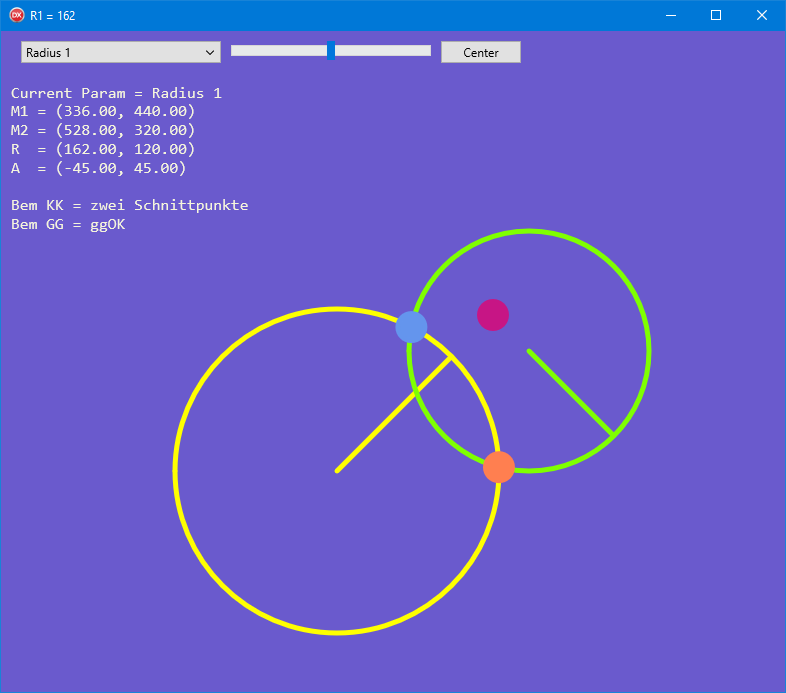 DX R1 = 162
Radius 1 Center
Current Param = Radius 1
M1 = (336.00, 440.00)
M2 = (528.00, 320.00)
R  = (162.00, 120.00)
A  = (-45.00, 45.00)
Bem KK = zwei Schnittpunkte
Bem GG = ggOK